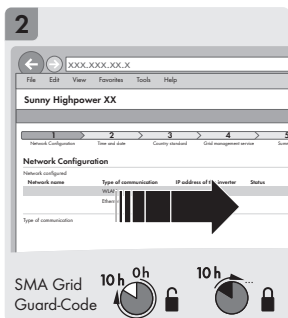 2
XXX.XXX.XX.X
File Edit View Favorites Tools Help
Sunny Highpower XX
1 2 3 4 5
Network Configuration Time and date Country standard Grid management service
Network Configuration
Network configured
Network name Type of communication IP address of the inverter Status
WLAN
Type of communication
SMA Grid
Guard-Code
10 h 0 h 10 h ...